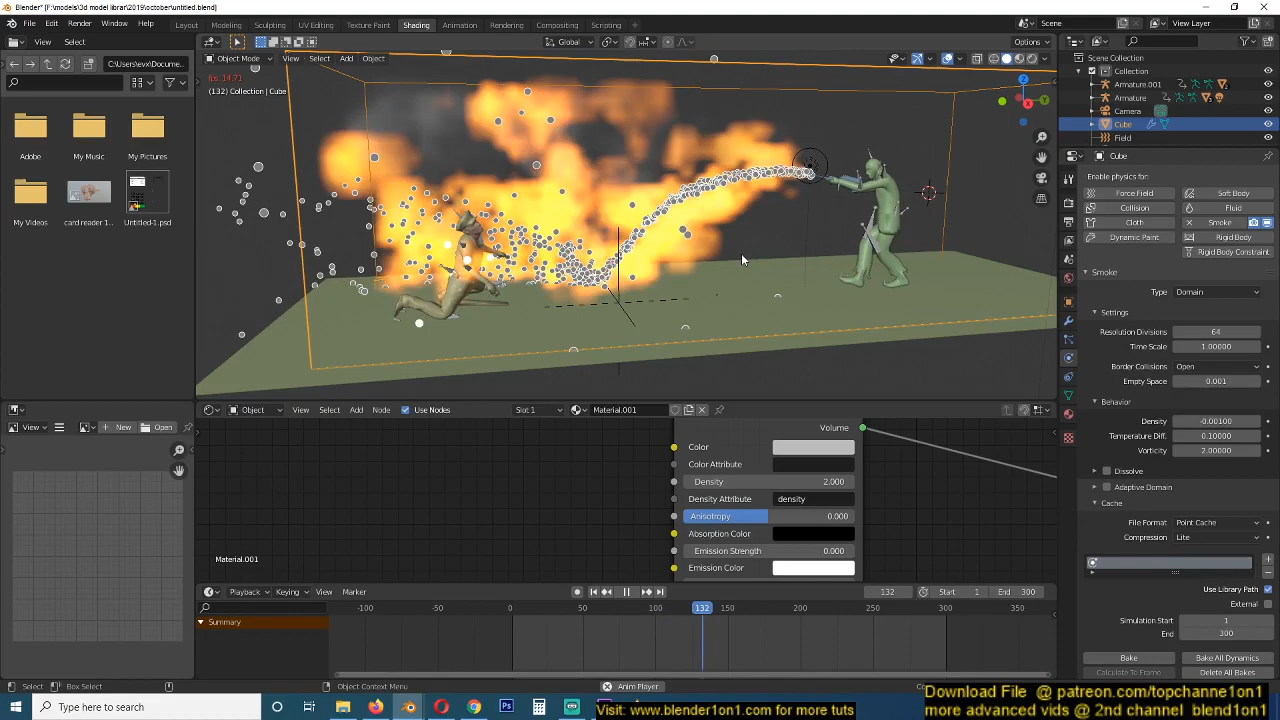 Blender* [F:\models\3d model library\2019\october\untitled.blend]
File Edit Render Window Help
Layout Modeling Sculpting UV Editing Texture Paint Shading Animation Rendering Compositing Scripting
Scene View Layer
View Select
Global
Options
C:\Users\evx\Docume..
Object Mode View Select Add Object
fps: 14.71
(132) Collection | Cube
Adobe My Music My Pictures
My Videos card reader 1... Untitled-1.psd
Scene Collection
Collection
Armature.001
Armature
Camera
Cube
Field
Cube
Enable physics for:
Force Field Soft Body
Collision Fluid
Cloth Smoke
Dynamic Paint Rigid Body
Rigid Body Constraint
Smoke
Type Domain
Settings
Resolution Divisions 64
Time Scale 1.00000
Border Collisions Open
Empty Space 0.001
Behavior
Density -0.00100
Temperature Diff. 0.10000
Vorticity 2.00000
Dissolve
Adaptive Domain
Cache
File Format Point Cache
Compression Lite
Use Library Path
External
Simulation Start 1
End 300
Bake Bake All Dynamics
Calculate To Frame Delete All Bakes
Object View Select Add Node Use Nodes Slot 1 Material.001
View New Open
Volume
Color
Color Attribute
Density 2.000
Density Attribute density
Anisotropy 0.000
Absorption Color
Emission Strength 0.000
Emission Color
Material.001
Playback Keying View Marker 132 Start 1 End 300
-100 -50 0 50 100 132 150 200 250 300 350
Summary
Select Box Select Object Context Menu Anim Player
Type here to search
Download File @ patreon.com/topchanne1on1
Visit: www.blender1on1.com for more tuts
more advanced vids @ 2nd channel blend1on1